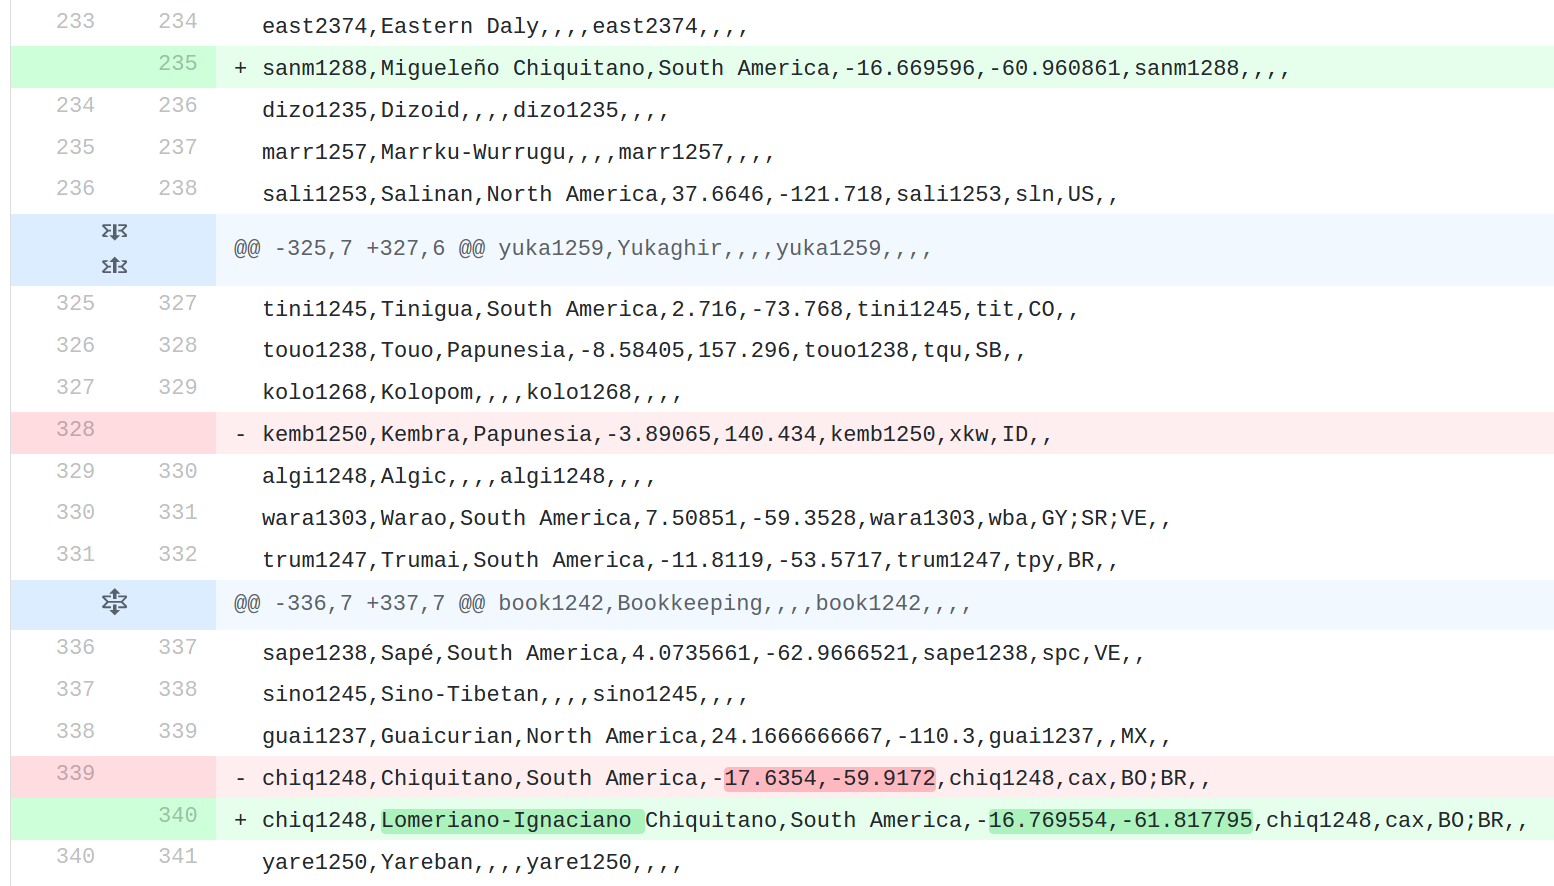 233 234 east2374,Eastern Daly,,,,east2374,,,,
235 + sanm1288,Migueleño Chiquitano,South America,-16.669596,-60.960861,sanm1288,,,,
234 236 dizo1235,Dizoid,,,,dizo1235,,,,
235 237 marr1257,Marrku-Wurrugu,,,,marr1257,,,,
236 238 sali1253,Salinan,North America,37.6646,-121.718,sali1253,sln,US,,
@@ -325,7 +327,6 @@ yuka1259,Yukaghir,,,,yuka1259,,,,
325 327 tini1245,Tinigua,South America,2.716,-73.768,tini1245,tit,CO,,
326 328 touo1238,Touo,Papunesia,-8.58405,157.296,touo1238,tqu,SB,,
327 329 kolo1268,Kolopom,,,,kolo1268,,,,
328 - kemb1250,Kembra,Papunesia,-3.89065,140.434,kemb1250,xkw,ID,,
329 330 algi1248,Algic,,,,algi1248,,,,
330 331 wara1303,Warao,South America,7.50851,-59.3528,wara1303,wba,GY;SR;VE,,
331 332 trum1247,Trumai,South America,-11.8119,-53.5717,trum1247,tpy,BR,,
@@ -336,7 +337,7 @@ book1242,Bookkeeping,,,,book1242,,,,
336 337 sape1238,Sapé,South America,4.0735661,-62.9666521,sape1238,spc,VE,,
337 338 sino1245,Sino-Tibetan,,,,sino1245,,,,
338 339 guai1237,Guaicurian,North America,24.1666666667,-110.3,guai1237,,MX,,
339 - chiq1248,Chiquitano,South America,-17.6354,-59.9172,chiq1248,cax,BO;BR,,
340 + chiq1248,Lomeriano-Ignaciano Chiquitano,South America,-16.769554,-61.817795,chiq1248,cax,BO;BR,,
340 341 yare1250,Yareban,,,,yare1250,,,,